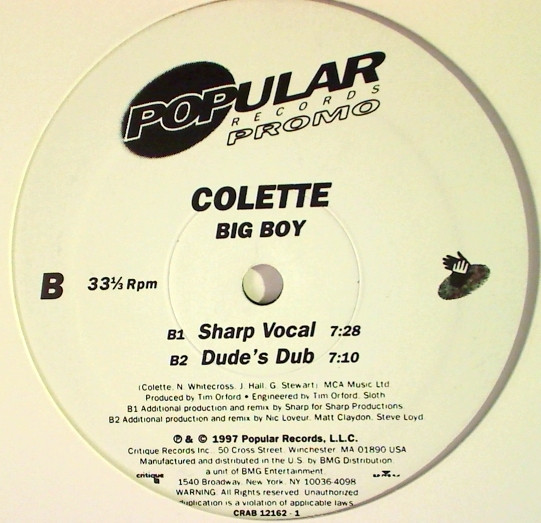 POPULAR
RECORDS
PROMO
COLETTE
BIG BOY
B 33⅓ Rpm
B1 Sharp Vocal 7:28
B2 Dude's Dub 7:10
(Colette, N. Whitecross, J. Hall, G. Stewart) MCA Music Ltd
Produced by Tim Orford • Engineered by Tim Orford, Sloth
B1 Additional production and remix by Sharp for Sharp Productions
B2 Additional production and remix by Nic Loveur, Matt Claydon, Steve Loyd
℗ & © 1997 Popular Records, L.L.C.
Critique Records Inc., 50 Cross Street, Winchester, MA 01890 USA
Manufactured and distributed in the U.S. by BMG Distribution
a unit of BMG Entertainment,
critique
1540 Broadway, New York, NY 10036-4098
WARNING: All Rights reserved. Unauthorized
duplication is a violation of applicable laws.
CRAB 12162 - 1